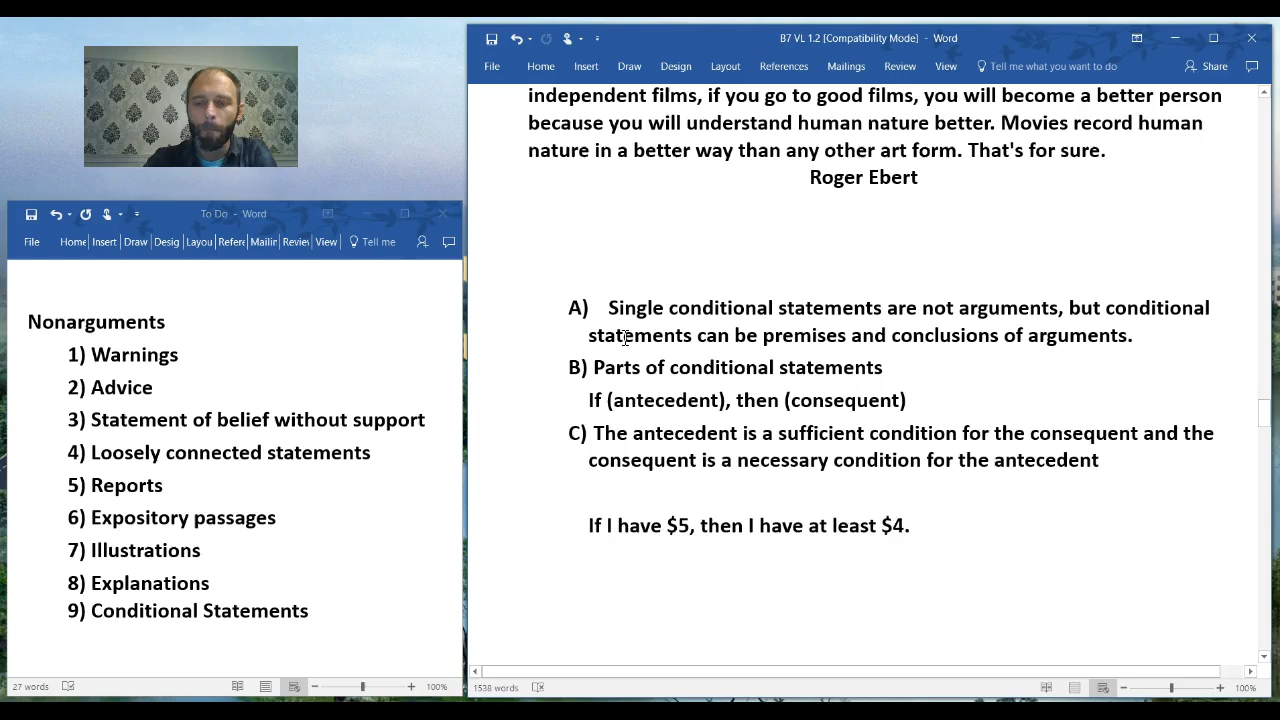 B7 VL 1.2 [Compatibility Mode] - Word
File Home Insert Draw Design Layout References Mailings Review View Tell me what you want to do Share
independent films, if you go to good films, you will become a better person
because you will understand human nature better. Movies record human
nature in a better way than any other art form. That's for sure.
Roger Ebert
A) Single conditional statements are not arguments, but conditional
statements can be premises and conclusions of arguments.
B) Parts of conditional statements
If (antecedent), then (consequent)
C) The antecedent is a sufficient condition for the consequent and the
consequent is a necessary condition for the antecedent
If I have $5, then I have at least $4.
1538 words
100%
To Do - Word
File Home Insert Draw Desig Layou Refere Mailin Review View Tell me
Nonarguments
1) Warnings
2) Advice
3) Statement of belief without support
4) Loosely connected statements
5) Reports
6) Expository passages
7) Illustrations
8) Explanations
9) Conditional Statements
27 words
100%